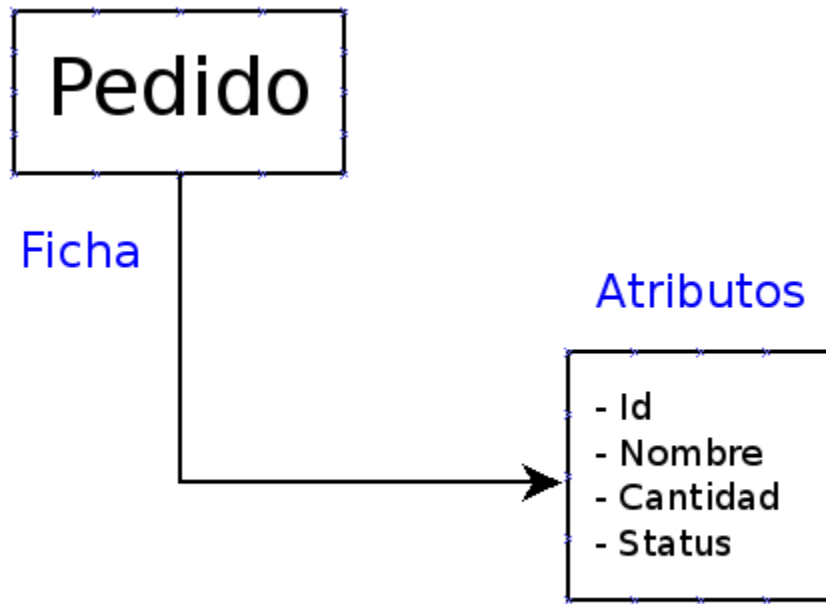 Pedido
Ficha
Atributos
- Id
- Nombre
- Cantidad
- Status